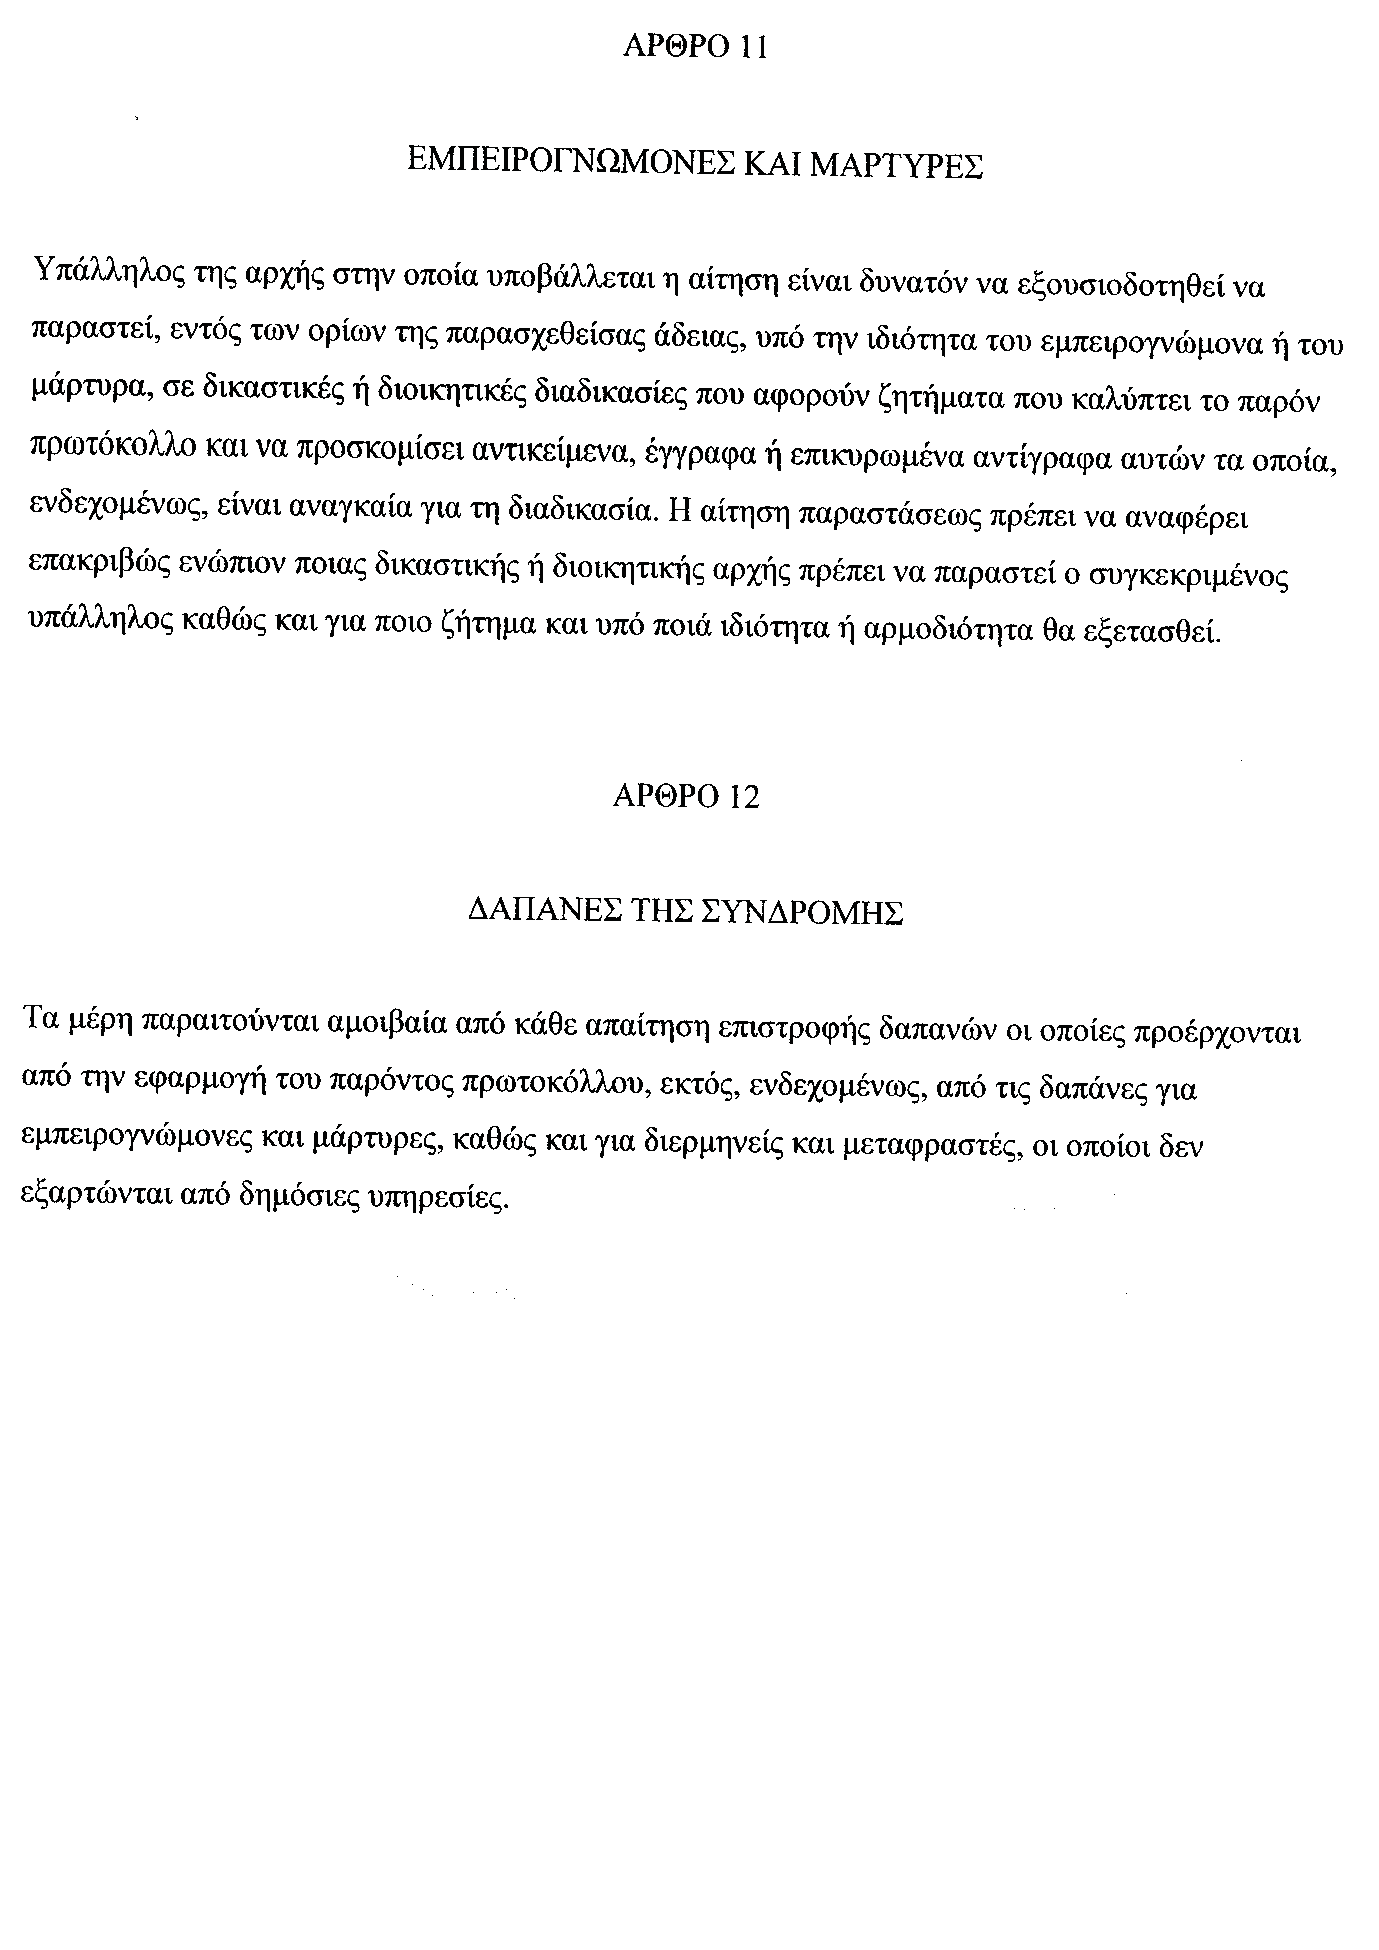 ΑΡΘΡΟ 11
ΕΜΠΕΙΡΟΓΝΩΜΟΝΕΣ ΚΑΙ ΜΑΡΤΥΡΕΣ
Υπάλληλος της αρχής στην οποία υποβάλλεται η αίτηση είναι δυνατόν να εξουσιοδοτηθεί να
παραστεί, εντός των ορίων της παρασχεθείσας άδειας, υπό την ιδιότητα του εμπειρογνώμονα ή του
μάρτυρα, σε δικαστικές ή διοικητικές διαδικασίες που αφορούν ζητήματα που καλύπτει το παρόν
πρωτόκολλο και να προσκομίσει αντικείμενα, έγγραφα ή επικυρωμένα αντίγραφα αυτών τα οποία,
ενδεχομένως, είναι αναγκαία για τη διαδικασία. Η αίτηση παραστάσεως πρέπει να αναφέρει
επακριβώς ενώπιον ποιας δικαστικής ή διοικητικής αρχής πρέπει να παραστεί ο συγκεκριμένος
υπάλληλος καθώς και για ποιο ζήτημα και υπό ποιά ιδιότητα ή αρμοδιότητα θα εξετασθεί.
ΑΡΘΡΟ 12
ΔΑΠΑΝΕΣ ΤΗΣ ΣΥΝΔΡΟΜΗΣ
Τα μέρη παραιτούνται αμοιβαία από κάθε απαίτηση επιστροφής δαπανών οι οποίες προέρχονται
από την εφαρμογή του παρόντος πρωτοκόλλου, εκτός, ενδεχομένως, από τις δαπάνες για
εμπειρογνώμονες και μάρτυρες, καθώς και για διερμηνείς και μεταφραστές, οι οποίοι δεν
εξαρτώνται από δημόσιες υπηρεσίες.